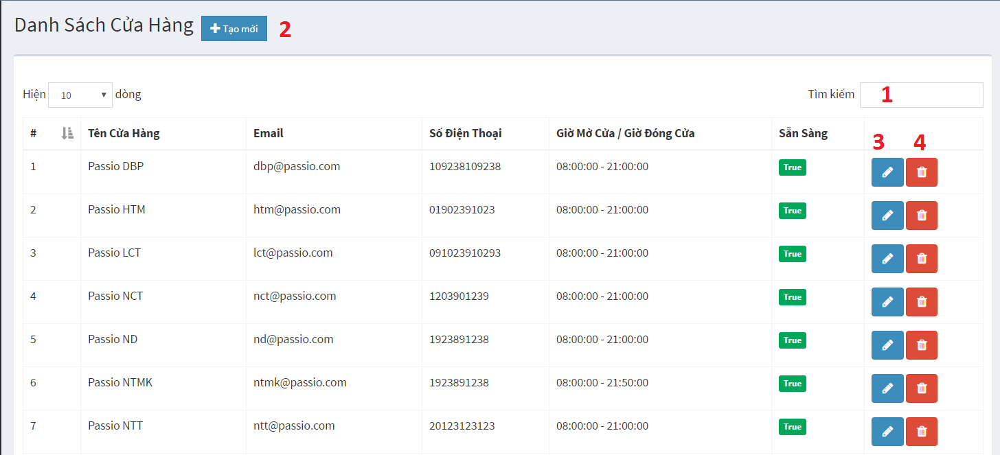 Danh Sách Cửa Hàng Tạo mới 2
Hiện 10 dòng Tìm kiếm 1
# Tên Cửa Hàng Email Số Điện Thoại Giờ Mở Cửa / Giờ Đóng Cửa Sẵn Sàng 3 4
1 Passio DBP dbp@passio.com 109238109238 08:00:00 - 21:00:00 True
2 Passio HTM htm@passio.com 01902391023 08:00:00 - 21:00:00 True
3 Passio LCT lct@passio.com 091023910293 08:00:00 - 21:00:00 True
4 Passio NCT nct@passio.com 1203901239 08:00:00 - 21:00:00 True
5 Passio ND nd@passio.com 1923891238 08:00:00 - 21:00:00 True
6 Passio NTMK ntmk@passio.com 1923891238 08:00:00 - 21:50:00 True
7 Passio NTT ntt@passio.com 20123123123 08:00:00 - 21:00:00 True